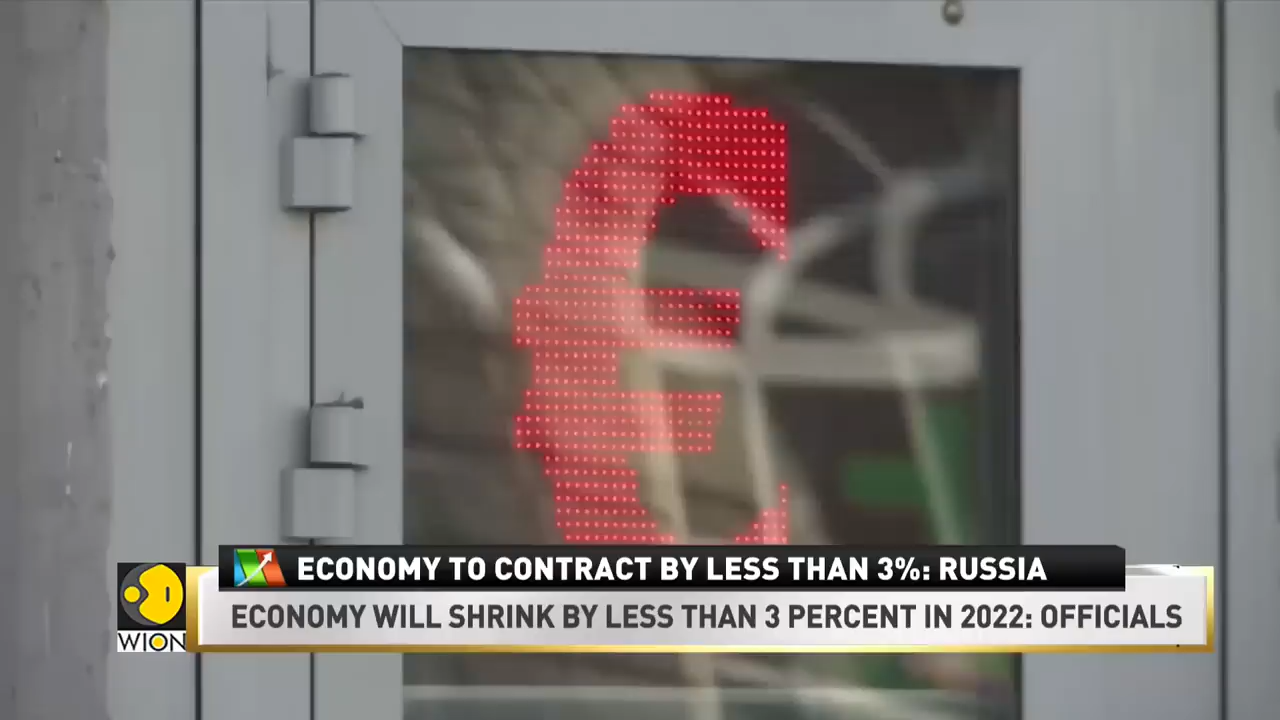 €
ECONOMY TO CONTRACT BY LESS THAN 3%: RUSSIA
ECONOMY WILL SHRINK BY LESS THAN 3 PERCENT IN 2022: OFFICIALS
WION